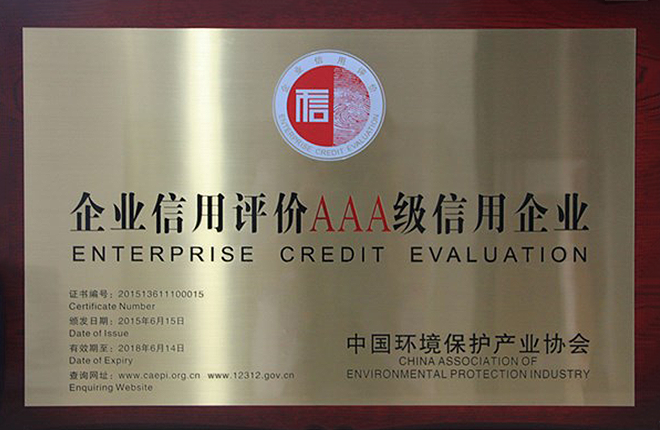 企业信用评价
信
ENTERPRISE CREDIT EVALUATION
企业信用评价AAA级信用企业
ENTERPRISE CREDIT EVALUATION
证书编号：201513611100015
Certificate Number
颁发日期：2015年6月15日
Date of Issue
有效期至：2018年6月14日
Date of Expiry
查询网址：www.caepi.org.cn www.12312.gov.cn
Enquiring Website
中国环境保护产业协会
CHINA ASSOCIATION OF
ENVIRONMENTAL PROTECTION INDUSTRY